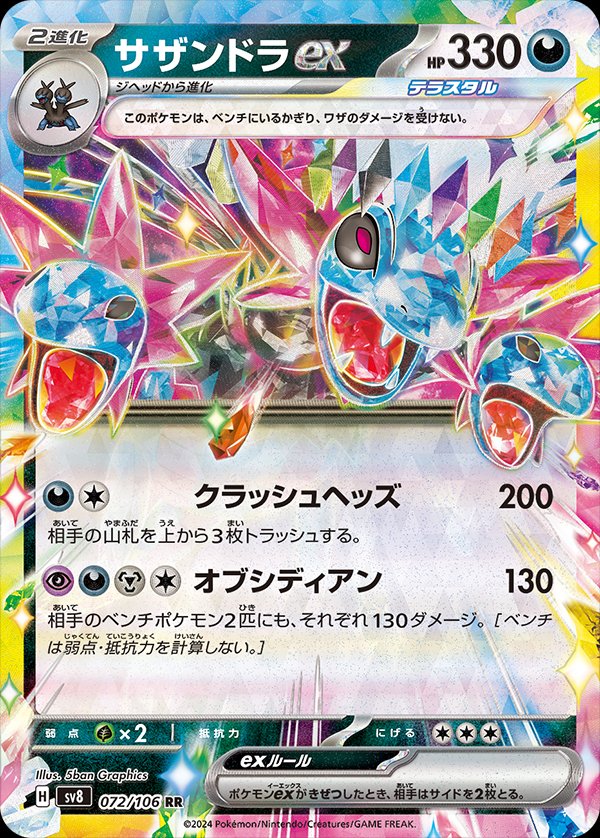 2進化
サザンドラex
HP330
ジヘッドから進化
テラスタル
このポケモンは、ベンチにいるかぎり、ワザのダメージを受けない。
クラッシュヘッズ 200
相手の山札を上から3枚トラッシュする。
オブシディアン 130
相手のベンチポケモン2匹にも、それぞれ130ダメージ。[ベンチ
は弱点・抵抗力を計算しない。]
弱点 ×2 抵抗力 にげる
Illus. 5ban Graphics
exルール
ポケモンexがきぜつしたとき、相手はサイドを2枚とる。
H sv8 072/106 RR
©2024 Pokémon/Nintendo/Creatures/GAME FREAK.